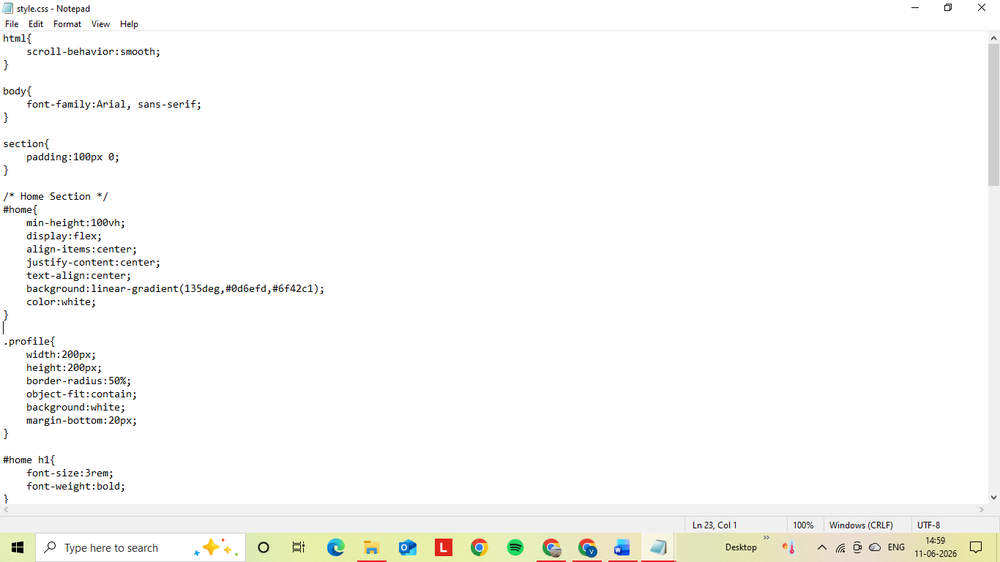 style.css - Notepad
File Edit Format View Help
html{
    scroll-behavior:smooth;
}

body{
    font-family:Arial, sans-serif;
}

section{
    padding:100px 0;
}

/* Home Section */
#home{
    min-height:100vh;
    display:flex;
    align-items:center;
    justify-content:center;
    text-align:center;
    background:linear-gradient(135deg,#0d6efd,#6f42c1);
    color:white;
}

.profile{
    width:200px;
    height:200px;
    border-radius:50%;
    object-fit:contain;
    background:white;
    margin-bottom:20px;
}

#home h1{
    font-size:3rem;
    font-weight:bold;
}
Ln 23, Col 1 100% Windows (CRLF) UTF-8
Type here to search
L
V
W
Desktop
ENG
14:59
11-06-2026